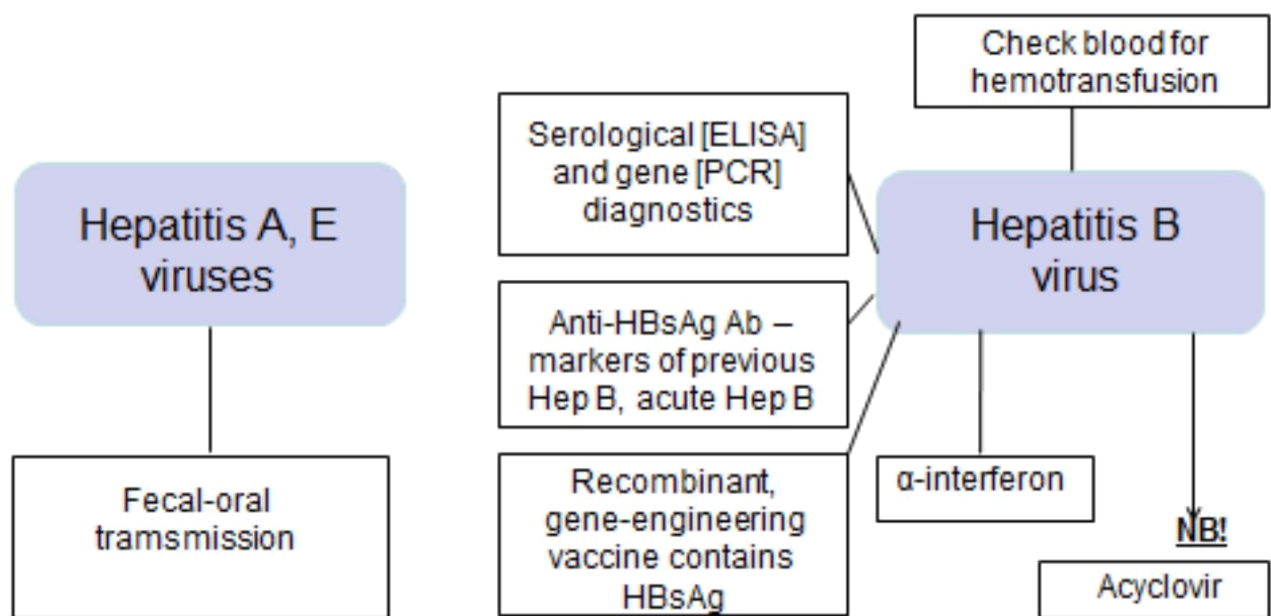 Hepatitis A, E
viruses
Fecal-oral
tramsmission
Serological [ELISA]
and gene [PCR]
diagnostics
Anti-HBsAg Ab –
markers of previous
Hep B, acute Hep B
Recombinant,
gene-engineering
vaccine contains
HBsAg
Check blood for
hemotransfusion
Hepatitis B
virus
α-interferon
NB!
Acyclovir